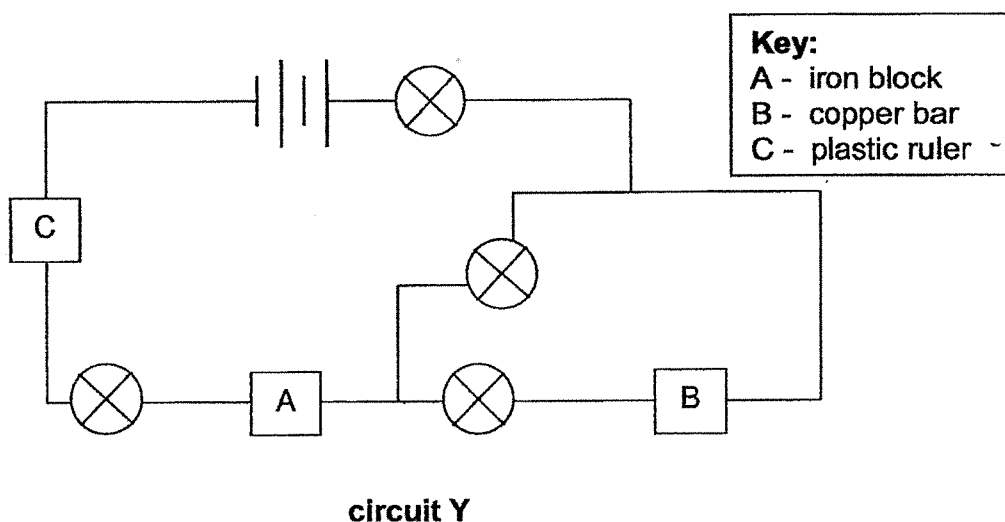 Key:
A - iron block
B - copper bar
C - plastic ruler
C
A
B
circuit Y